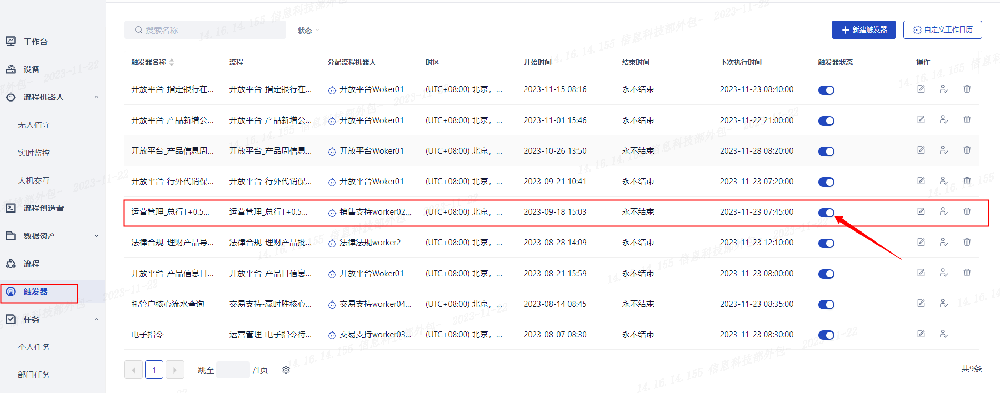 搜索名称
状态
新建触发器
自定义工作日历
工作台
设备
流程机器人
无人值守
实时监控
人机交互
流程创造者
数据资产
流程
触发器
任务
个人任务
部门任务
触发器名称 流程 分配流程机器人 时区 开始时间 结束时间 下次执行时间 触发器状态 操作
开放平台_指定银行在... 开放平台_指定银行在... 开放平台Woker01 (UTC+08:00) 北京，... 2023-11-15 08:16 永不结束 2023-11-23 08:40:00
开放平台_产品新增公... 开放平台_产品新增公... 开放平台Woker01 (UTC+08:00) 北京，... 2023-11-01 15:46 永不结束 2023-11-22 21:00:00
开放平台_产品信息周... 开放平台_产品周信息... 开放平台Woker01 (UTC+08:00) 北京，... 2023-10-26 13:50 永不结束 2023-11-28 08:20:00
开放平台_行外代销保... 开放平台_行外代销保... 开放平台Woker01 (UTC+08:00) 北京，... 2023-09-21 10:41 永不结束 2023-11-23 07:20:00
运营管理_总行T+0.5... 运营管理_总行T+0.5... 销售支持worker02... (UTC+08:00) 北京，... 2023-09-18 15:03 永不结束 2023-11-23 07:45:00
法律合规_理财产品导... 法律合规_理财产品批... 法律法规worker2 (UTC+08:00) 北京，... 2023-08-28 14:09 永不结束 2023-11-23 12:10:00
开放平台_产品信息日... 开放平台_产品日信息... 开放平台Woker01 (UTC+08:00) 北京，... 2023-08-21 15:59 永不结束 2023-11-23 08:00:00
托管户核心流水查询 交易支持-赢时胜核心... 交易支持worker04... (UTC+08:00) 北京，... 2023-08-14 08:45 永不结束 2023-11-23 08:35:00
电子指令 运营管理_电子指令待... 交易支持worker03... (UTC+08:00) 北京，... 2023-08-07 08:30 永不结束 2023-11-23 08:30:00
1 跳至 /1页
共9条
14.16.14.155 信息科技部外包- 2023-11-22